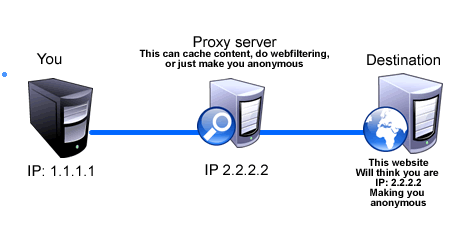 You
Proxy server
This can cache content, do webfiltering,
or just make you anonymous
Destination
IP: 1.1.1.1
IP 2.2.2.2
This website
Will think you are
IP: 2.2.2.2
Making you
anonymous